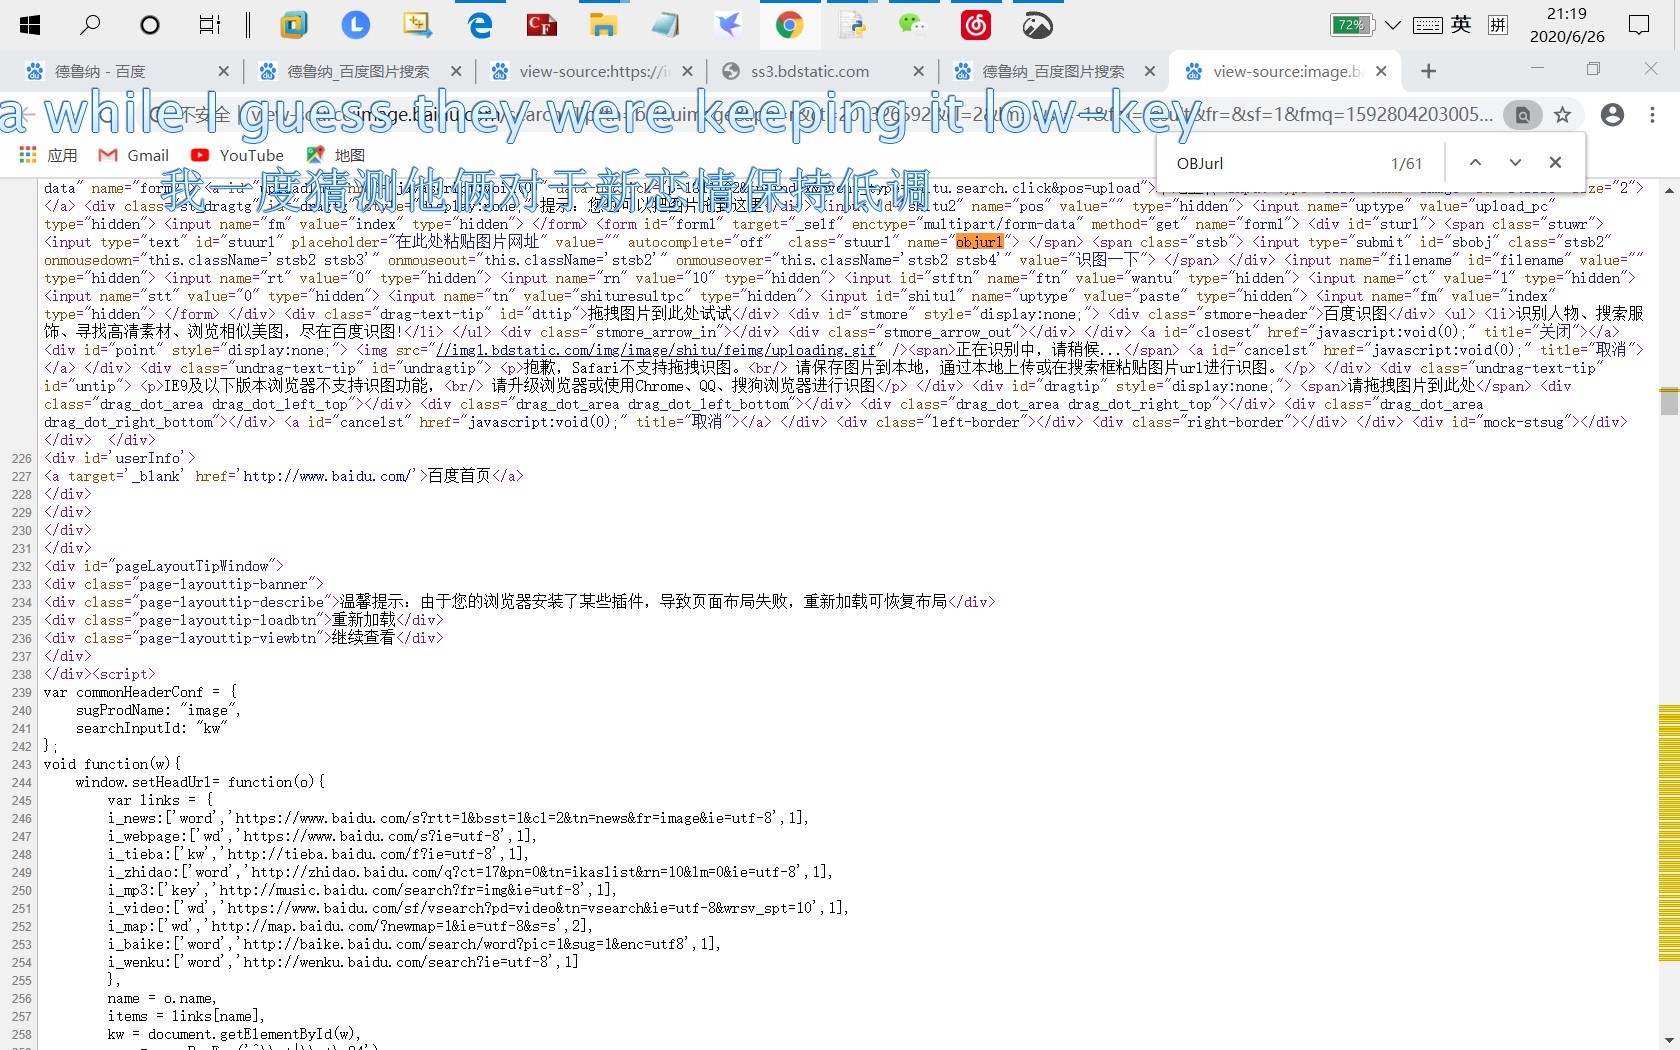 72%
英
拼
21:19
2020/6/26
德鲁纳 - 百度
德鲁纳_百度图片搜索
view-source:https://i
ss3.bdstatic.com
德鲁纳_百度图片搜索
view-source:image.b
a while I guess they were keeping it low-key
不安全
&fr=&sf=1&fmq=1592804203005...
应用
Gmail
YouTube
地图
OBJurl
1/61
我一度猜测他俩对于新恋情保持低调
</a> <div
提示：您也可以把图片拖到这里</div>
name="pos" value="" type="hidden"> <input name="uptype" value="upload_pc"
type="hidden"> <input name="fm" value="index" type="hidden"> </form> <form id="form1" target="_self" enctype="multipart/form-data" method="get" name="form1"> <div id="sturl"> <span class="stuwr">
<input type="text" id="stuurl" placeholder="在此处粘贴图片网址" value="" autocomplete="off" class="stuurl" name="objurl"> </span> <span class="stsb"> <input type="submit" id="sbobj" class="stsb2"
onmousedown="this.className='stsb2 stsb3'" onmouseout="this.className='stsb2'" onmouseover="this.className='stsb2 stsb4'" value="识图一下"> </span> </div> <input name="filename" id="filename" value=""
type="hidden"> <input name="rt" value="0" type="hidden"> <input name="rn" value="10" type="hidden"> <input id="stftn" name="ftn" value="wantu" type="hidden"> <input name="ct" value="1" type="hidden">
<input name="stt" value="0" type="hidden"> <input name="tn" value="shituresultpc" type="hidden"> <input id="shitu1" name="uptype" value="paste" type="hidden"> <input name="fm" value="index"
type="hidden"> </form> </div> <div class="drag-text-tip" id="dttip">拖拽图片到此处试试</div> <div id="stmore" style="display:none;"> <div class="stmore-header">百度识图</div> <ul> <li>识别人物、搜索服
饰、寻找高清素材、浏览相似美图，尽在百度识图!</li> </ul> <div class="stmore_arrow_in"></div> <div class="stmore_arrow_out"></div> </div> <a id="closest" href="javascript:void(0);" title="关闭"></a>
<div id="point" style="display:none;"> <img src="//img1.bdstatic.com/img/image/shitu/feimg/uploading.gif" /><span>正在识别中，请稍候...</span> <a id="cancelst" href="javascript:void(0);" title="取消">
</a> </div> <div class="undrag-text-tip" id="undragtip"> <p>抱歉，Safari不支持拖拽识图。<br/> 请保存图片到本地，通过本地上传或在搜索框粘贴图片url进行识图。</p> </div> <div class="undrag-text-tip"
id="untip"> <p>IE9及以下版本浏览器不支持识图功能，<br/> 请升级浏览器或使用Chrome、QQ、搜狗浏览器进行识图</p> </div> <div id="dragtip" style="display:none;"> <span>请拖拽图片到此处</span> <div
class="drag_dot_area drag_dot_left_top"></div> <div class="drag_dot_area drag_dot_left_bottom"></div> <div class="drag_dot_area drag_dot_right_top"></div> <div class="drag_dot_area
drag_dot_right_bottom"></div> <a id="cancelst" href="javascript:void(0);" title="取消"></a> </div> <div class="left-border"></div> <div class="right-border"></div> </div> <div id="mock-stsug"></div>
</div>  </div>
226 <div id='userInfo'>
227 <a target='_blank' href='http://www.baidu.com/'>百度首页</a>
228 </div>
229 </div>
230 </div>
231 </div>
232 <div id="pageLayoutTipWindow">
233 <div class="page-layouttip-banner">
234 <div class="page-layouttip-describe">温馨提示：由于您的浏览器安装了某些插件，导致页面布局失败，重新加载可恢复布局</div>
235 <div class="page-layouttip-loadbtn">重新加载</div>
236 <div class="page-layouttip-viewbtn">继续查看</div>
237 </div>
238 </div><script>
239 var commonHeaderConf = {
240 sugProdName: "image",
241 searchInputId: "kw"
242 };
243 void function(w){
244 window.setHeadUrl= function(o){
245 var links = {
246 i_news:['word','https://www.baidu.com/s?rtt=1&bsst=1&cl=2&tn=news&fr=image&ie=utf-8',1],
247 i_webpage:['wd','https://www.baidu.com/s?ie=utf-8',1],
248 i_tieba:['kw','http://tieba.baidu.com/f?ie=utf-8',1],
249 i_zhidao:['word','http://zhidao.baidu.com/q?ct=17&pn=0&tn=ikaslist&rn=10&lm=0&ie=utf-8',1],
250 i_mp3:['key','http://music.baidu.com/search?fr=img&ie=utf-8',1],
251 i_video:['wd','https://www.baidu.com/sf/vsearch?pd=video&tn=vsearch&ie=utf-8&wrsv_spt=10',1],
252 i_map:['wd','http://map.baidu.com/?newmap=1&ie=utf-8&s=s',2],
253 i_baike:['word','http://baike.baidu.com/search/word?pic=1&sug=1&enc=utf8',1],
254 i_wenku:['word','http://wenku.baidu.com/search?ie=utf-8',1]
255 },
256 name = o.name,
257 items = links[name],
258 kw = document.getElementById(w),